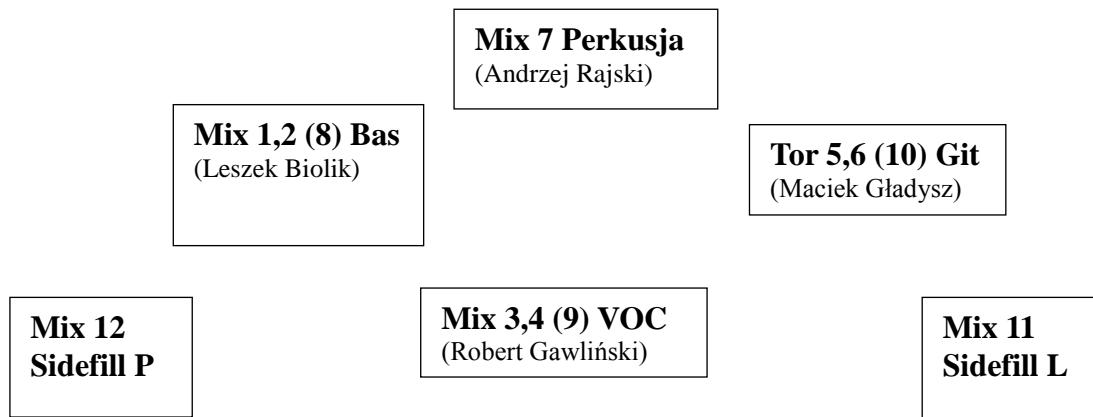 Mix 7 Perkusja
(Andrzej Rajski)
Mix 1,2 (8) Bas
(Leszek Biolik)
Tor 5,6 (10) Git
(Maciek Gładysz)
Mix 12
Sidefill P
Mix 3,4 (9) VOC
(Robert Gawliński)
Mix 11
Sidefill L